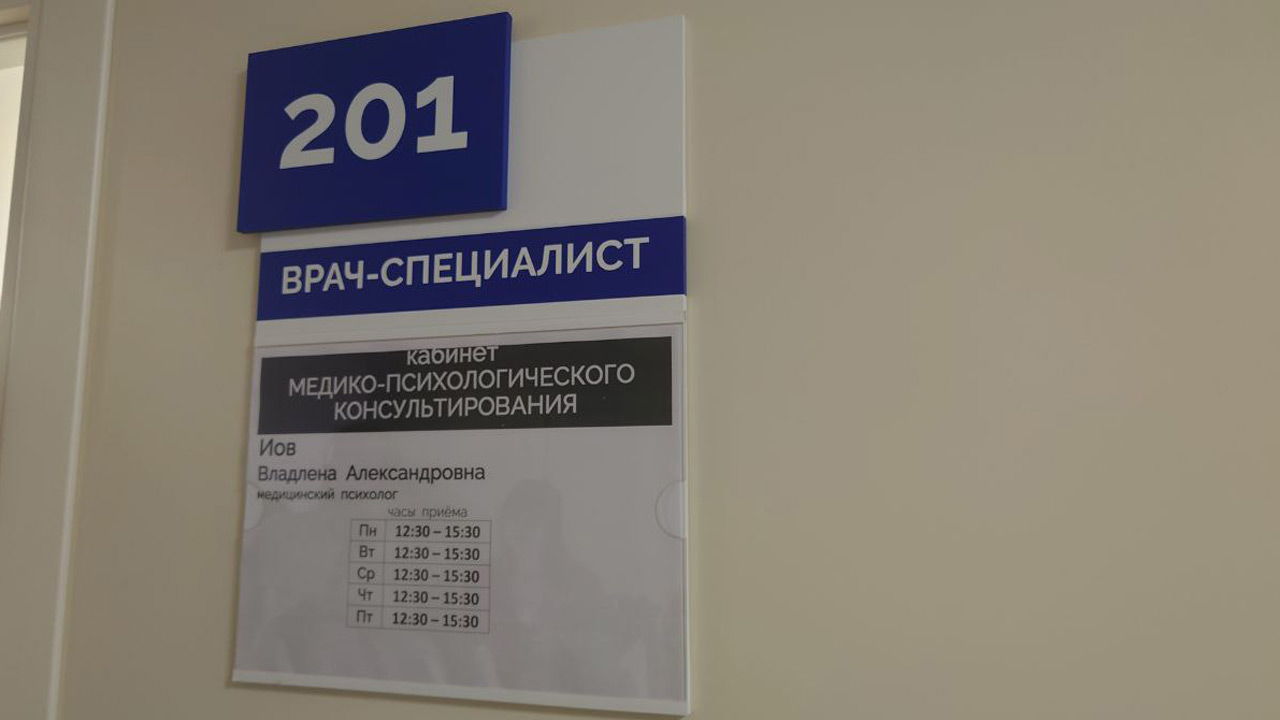 201
ВРАЧ-СПЕЦИАЛИСТ
кабинет
МЕДИКО-ПСИХОЛОГИЧЕСКОГО
КОНСУЛЬТИРОВАНИЯ
Иов
Владлена Александровна
медицинский психолог
часы приёма
Пн 12:30 – 15:30
Вт 12:30 – 15:30
Ср 12:30 – 15:30
Чт 12:30 – 15:30
Пт 12:30 – 15:30